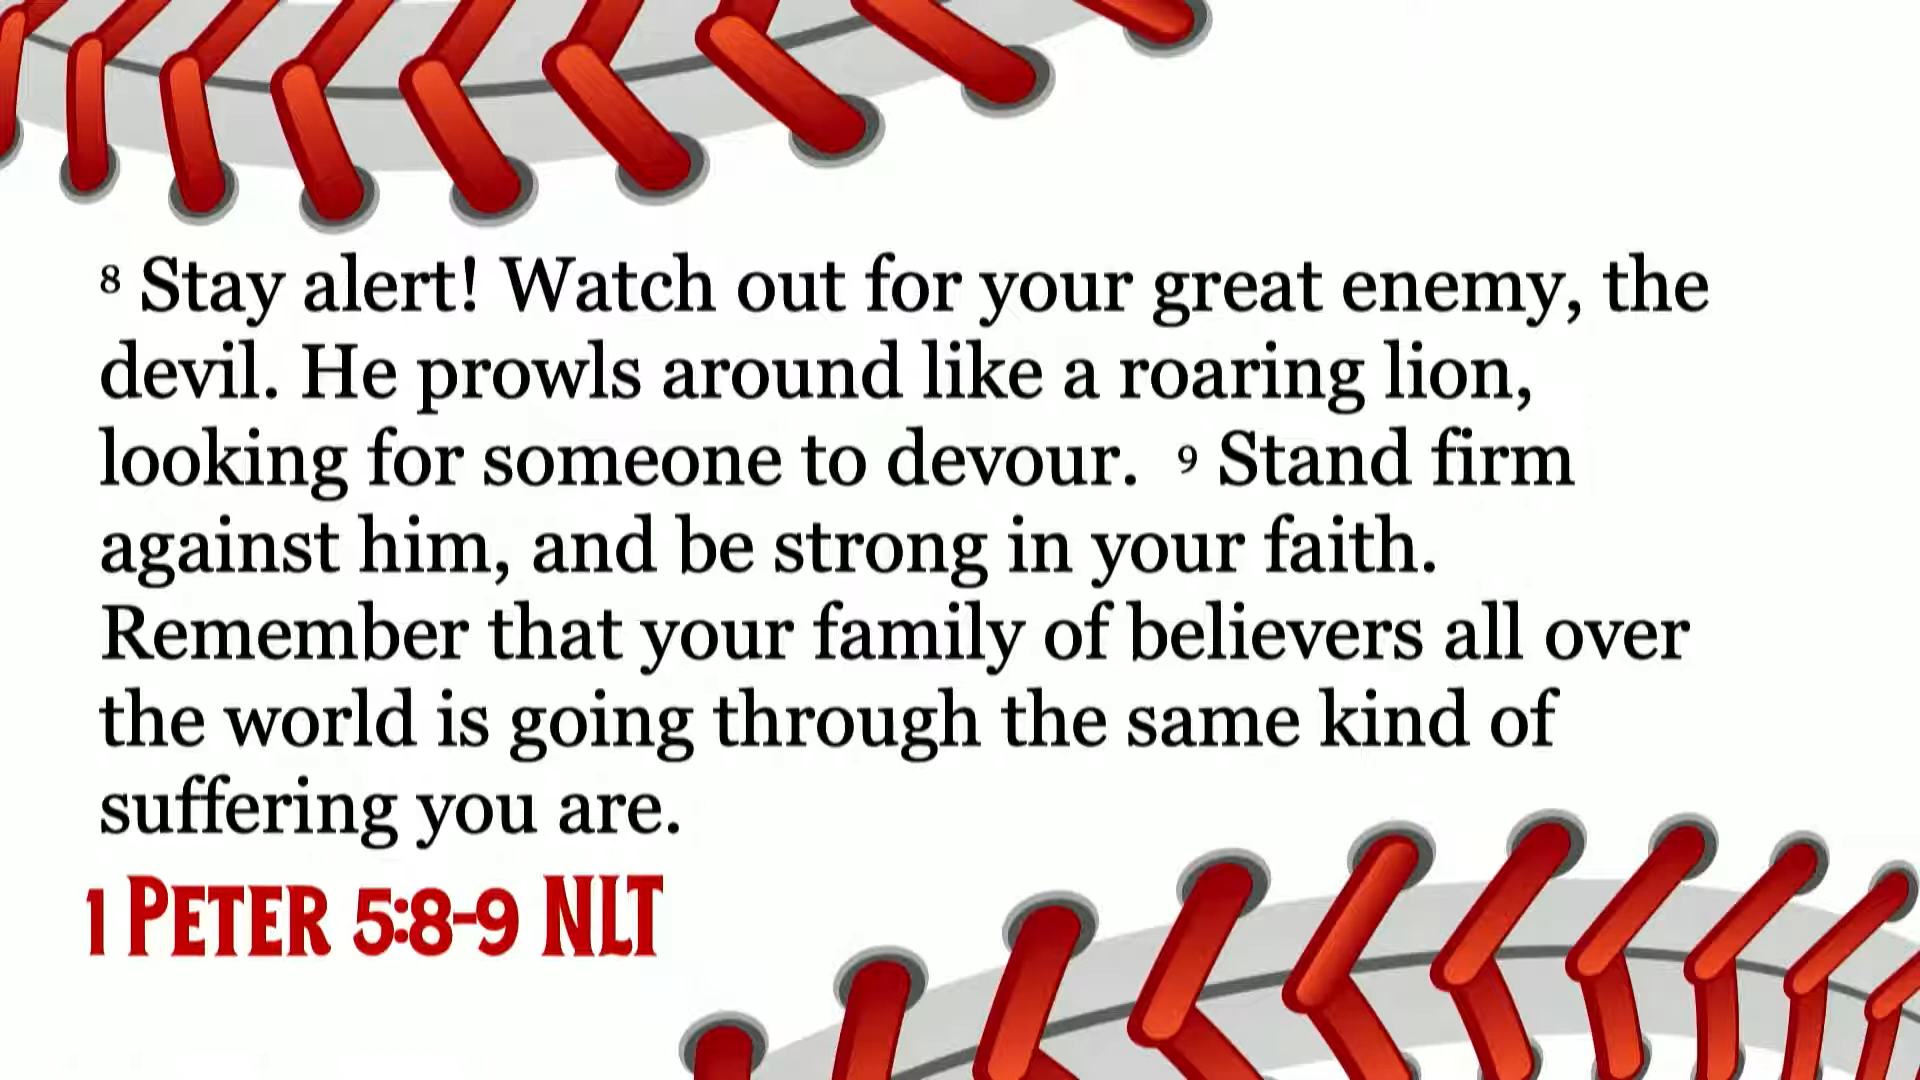 8 Stay alert! Watch out for your great enemy, the
devil. He prowls around like a roaring lion,
looking for someone to devour. 9 Stand firm
against him, and be strong in your faith.
Remember that your family of believers all over
the world is going through the same kind of
suffering you are.
1 PETER 5:8-9 NLT